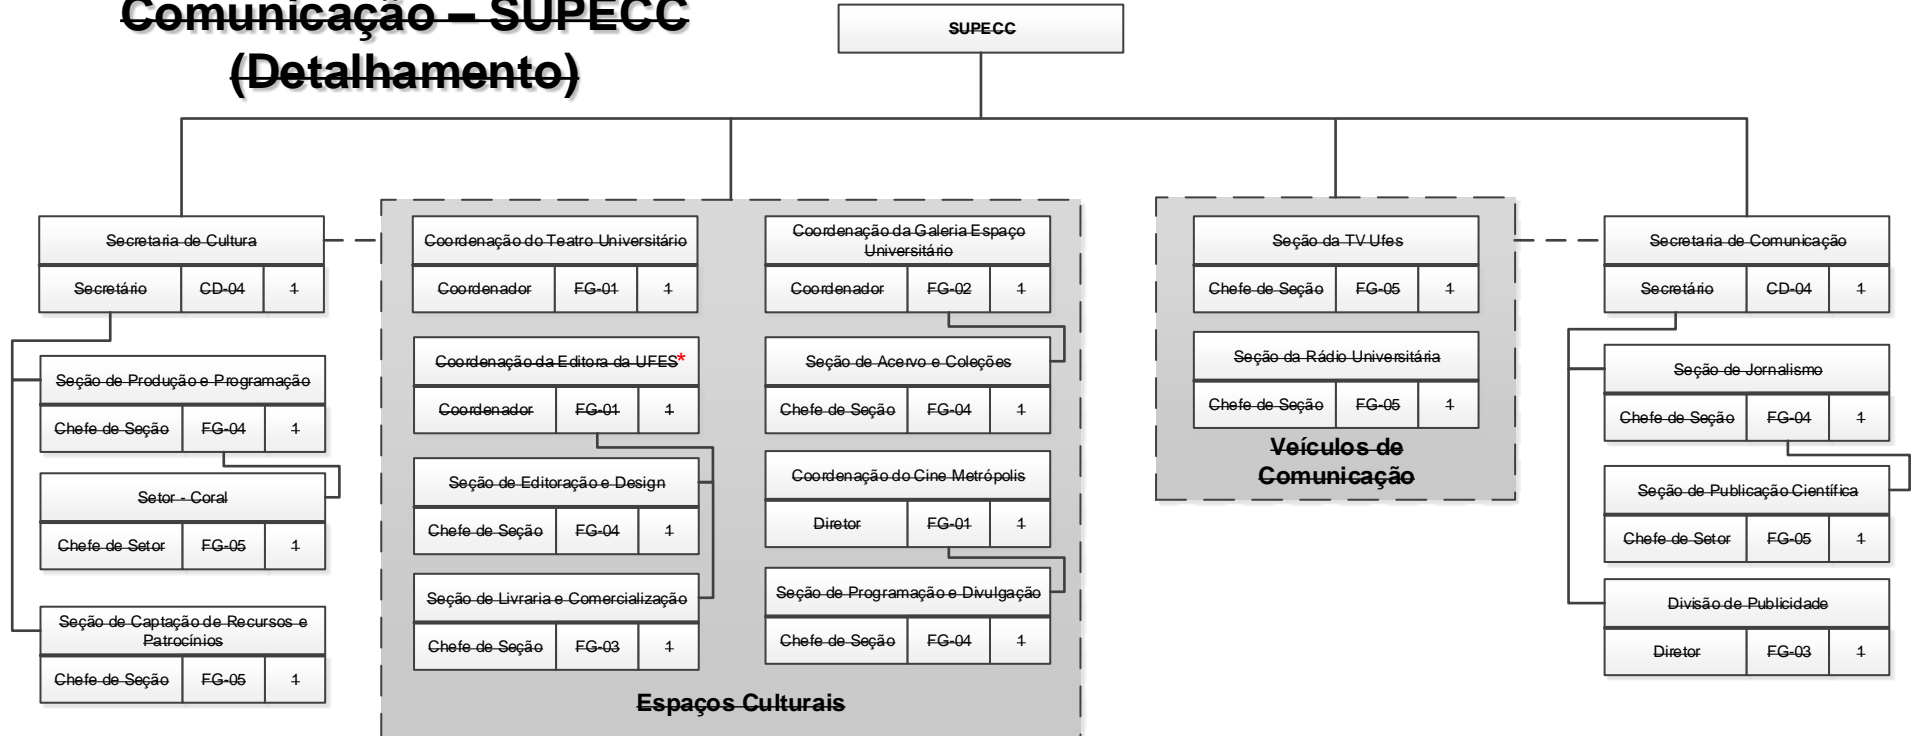 Comunicação – SUPECC
(Detalhamento)
SUPECC
Secretaria de Cultura
Secretário CD-04 1
Seção de Produção e Programação
Chefe de Seção FG-04 1
Setor - Coral
Chefe de Setor FG-05 1
Seção de Captação de Recursos e
Patrocínios
Chefe de Seção FG-05 1
Coordenação do Teatro Universitário
Coordenador FG-01 1
Coordenação da Editora da UFES*
Coordenador FG-01 1
Seção de Editoração e Design
Chefe de Seção FG-04 1
Seção de Livraria e Comercialização
Chefe de Seção FG-03 1
Coordenação da Galeria Espaço
Universitário
Coordenador FG-02 1
Seção de Acervo e Coleções
Chefe de Seção FG-04 1
Coordenação do Cine Metrópolis
Diretor FG-01 1
Seção de Programação e Divulgação
Chefe de Seção FG-04 1
Espaços Culturais
Seção da TV Ufes
Chefe de Seção FG-05 1
Seção da Rádio Universitária
Chefe de Seção FG-05 1
Veículos de
Comunicação
Secretaria de Comunicação
Secretário CD-04 1
Seção de Jornalismo
Chefe de Seção FG-04 1
Seção de Publicação Científica
Chefe de Setor FG-05 1
Divisão de Publicidade
Diretor FG-03 1